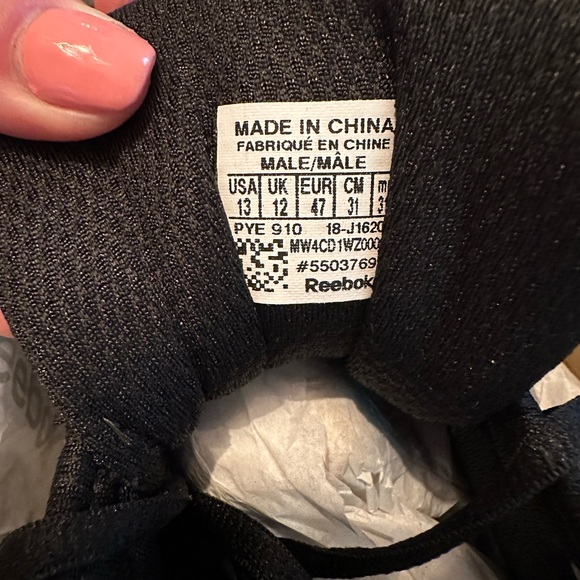 MADE IN CHINA
FABRIQUÉ EN CHINE
MALE/MÂLE
USA UK EUR CM
13 12 47 31
PYE 910 18-J1620
MW4CD1WZ000
#5503769
Reebok